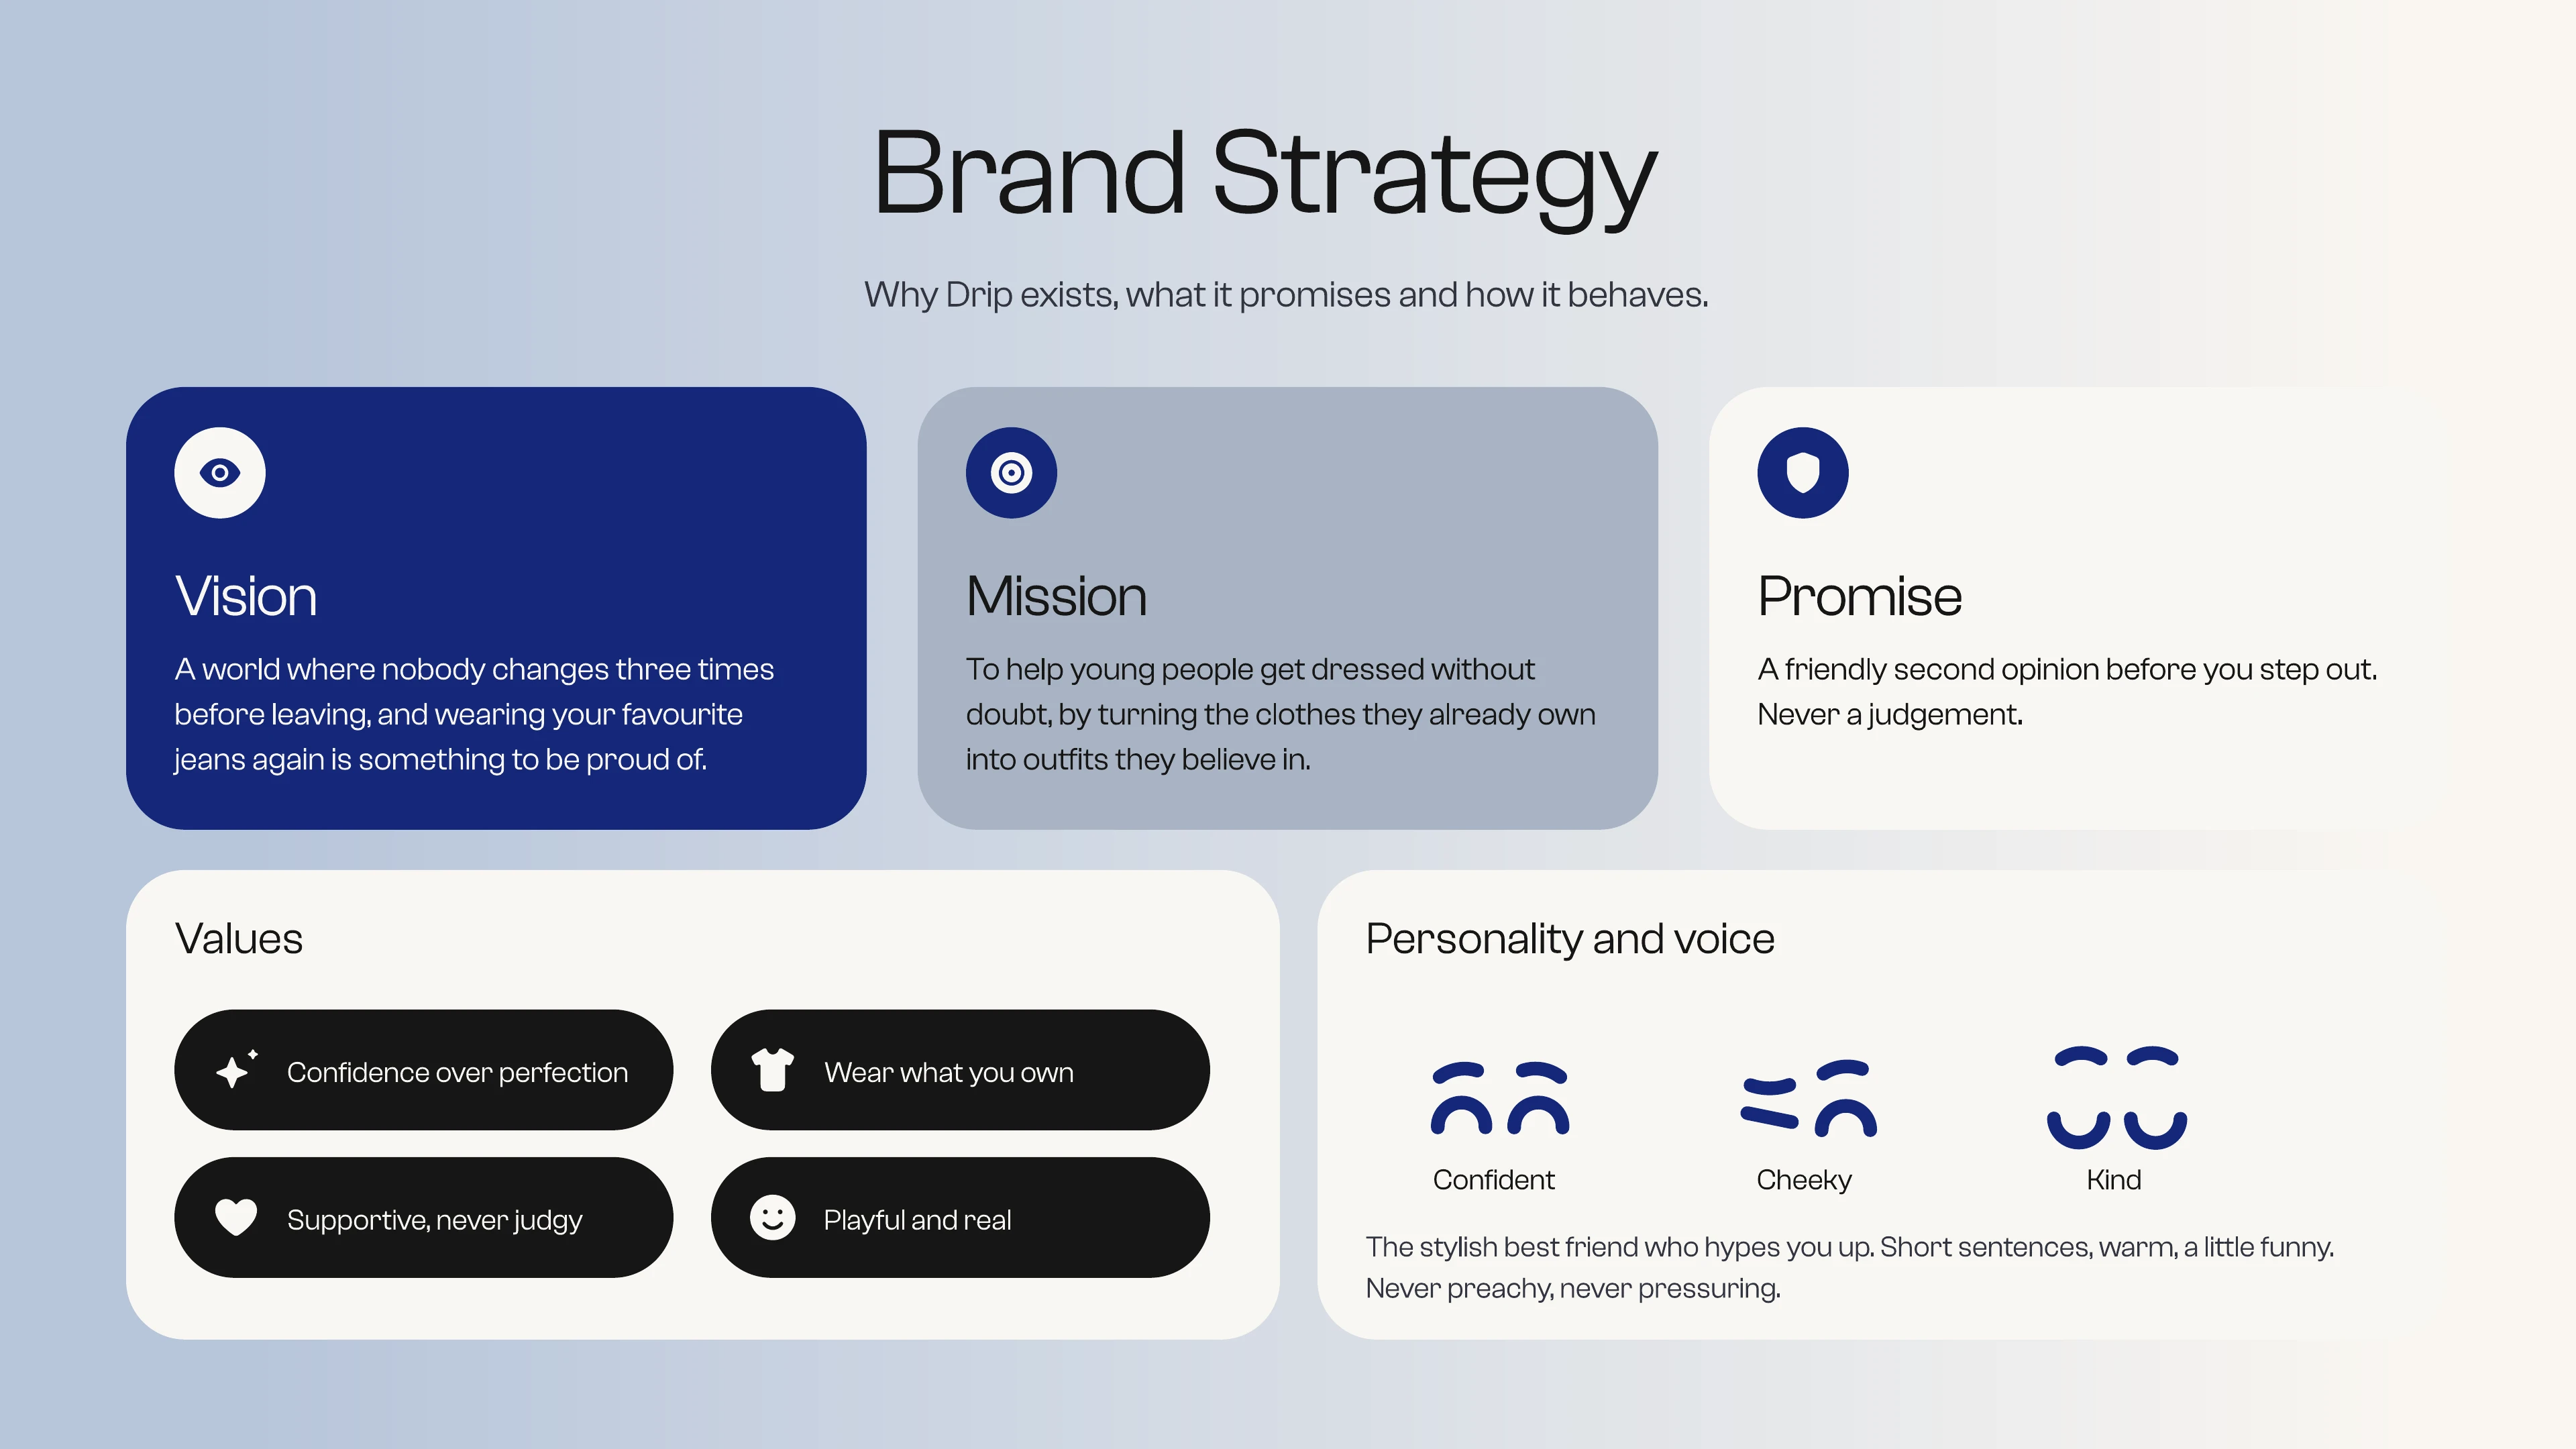 Brand Strategy
Why Drip exists, what it promises and how it behaves.
Vision
A world where nobody changes three times
before leaving, and wearing your favourite
jeans again is something to be proud of.
Mission
To help young people get dressed without
doubt, by turning the clothes they already own
into outfits they believe in.
Promise
A friendly second opinion before you step out.
Never a judgement.
Values
Confidence over perfection
Wear what you own
Supportive, never judgy
Playful and real
Personality and voice
Confident
Cheeky
Kind
The stylish best friend who hypes you up. Short sentences, warm, a little funny.
Never preachy, never pressuring.